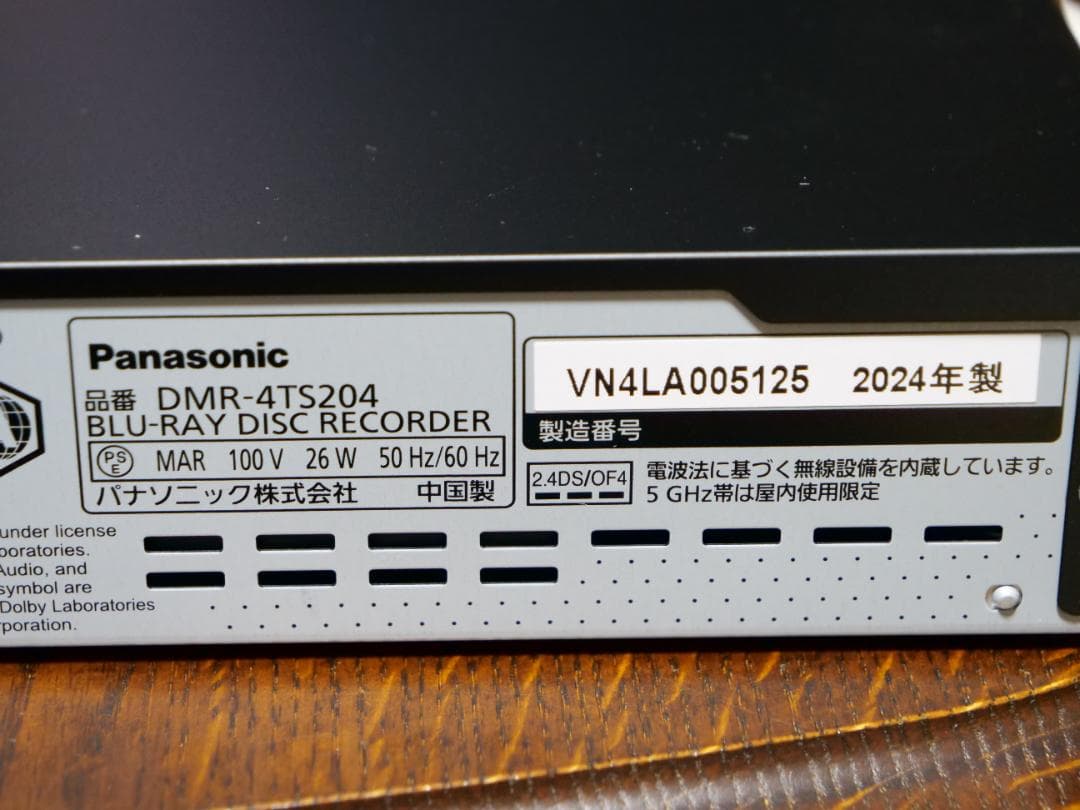 Panasonic
品番 DMR-4TS204
BLU-RAY DISC RECORDER
PS E MAR 100 V 26 W 50 Hz/60 Hz
パナソニック株式会社 中国製
VN4LA005125 2024年製
製造番号
2.4DS/OF4
電波法に基づく無線設備を内蔵しています。
5 GHz帯は屋内使用限定
under license
Audio, and
symbol are
Dolby Laboratories